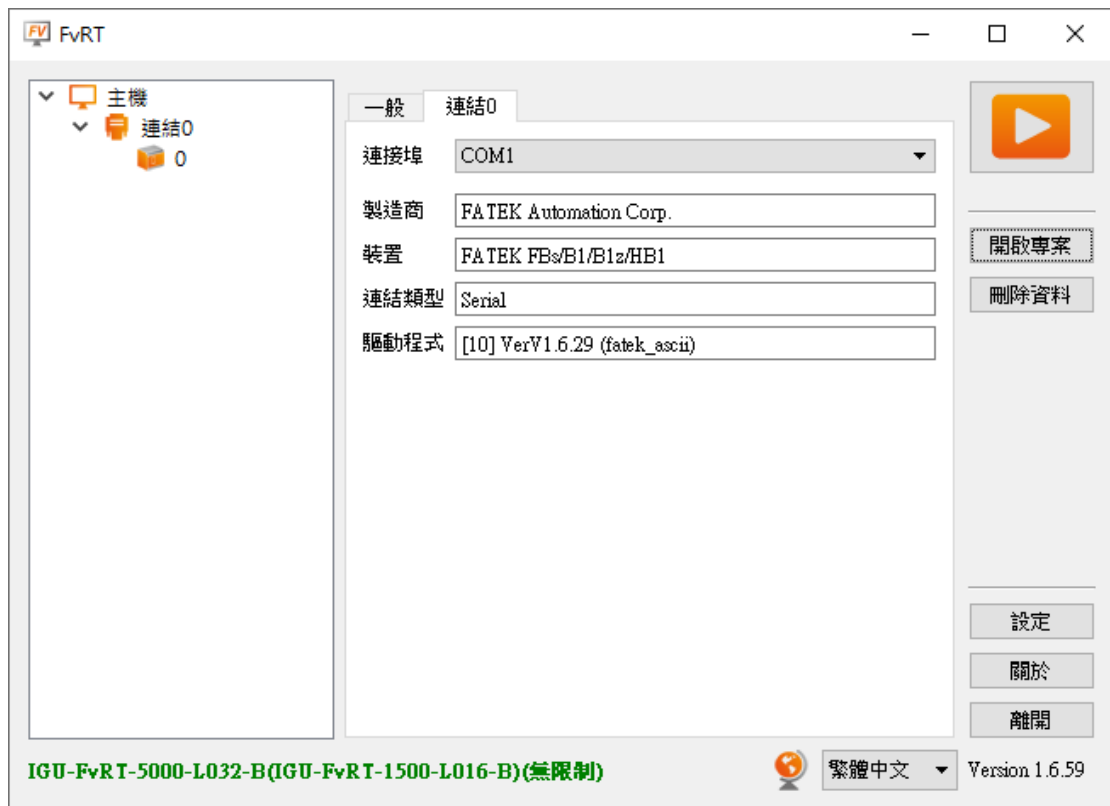 FV FvRT
主機
連結0
0
一般
連結0
連接埠
COM1
製造商
FATEK Automation Corp.
裝置
FATEK FBs/B1/B1z/HB1
連結類型
Serial
驅動程式
[10] VerV1.6.29 (fatek_ascii)
開啟專案
刪除資料
設定
關於
離開
IGU-FvRT-5000-L032-B(IGU-FvRT-1500-L016-B)(無限制)
繁體中文
Version 1.6.59